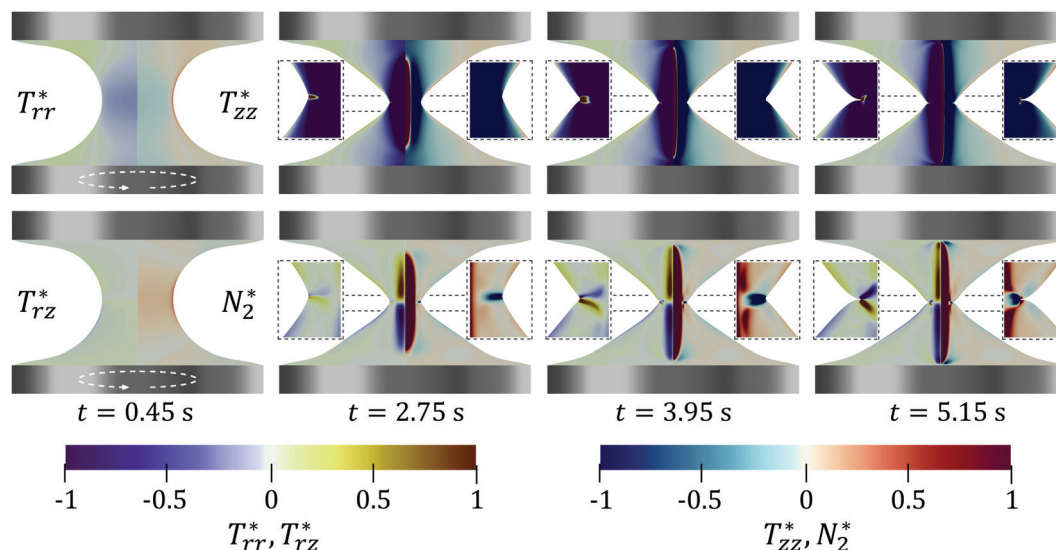 T*rr T*zz
T*rz N*2
t = 0.45 s t = 2.75 s t = 3.95 s t = 5.15 s
-1 -0.5 0 0.5 1 -1 -0.5 0 0.5 1
T*rr, T*rz T*zz, N*2